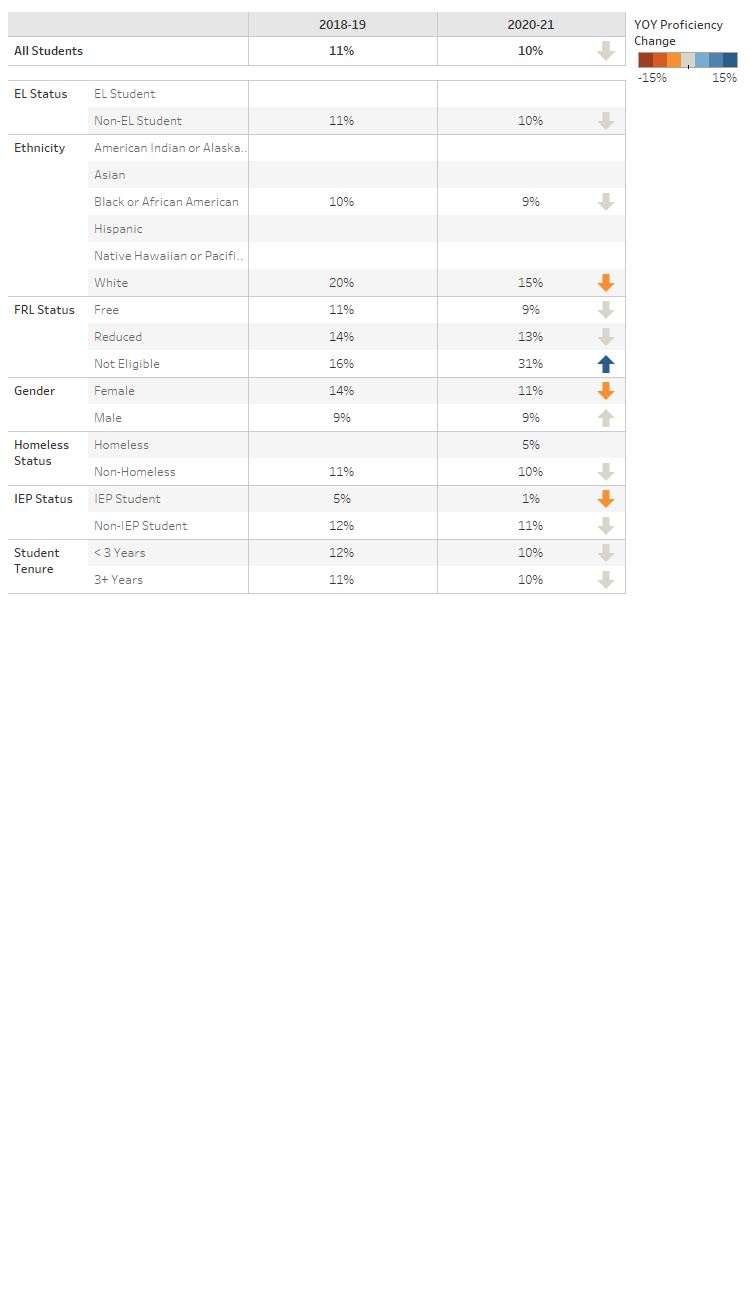 2018-19 2020-21
All Students 11% 10%
EL Status EL Student
Non-EL Student 11% 10%
Ethnicity American Indian or Alaska..
Asian
Black or African American 10% 9%
Hispanic
Native Hawaiian or Pacifi..
White 20% 15%
FRL Status Free 11% 9%
Reduced 14% 13%
Not Eligible 16% 31%
Gender Female 14% 11%
Male 9% 9%
Homeless Status Homeless 5%
Non-Homeless 11% 10%
IEP Status IEP Student 5% 1%
Non-IEP Student 12% 11%
Student Tenure < 3 Years 12% 10%
3+ Years 11% 10%
YOY Proficiency
Change
-15% 15%